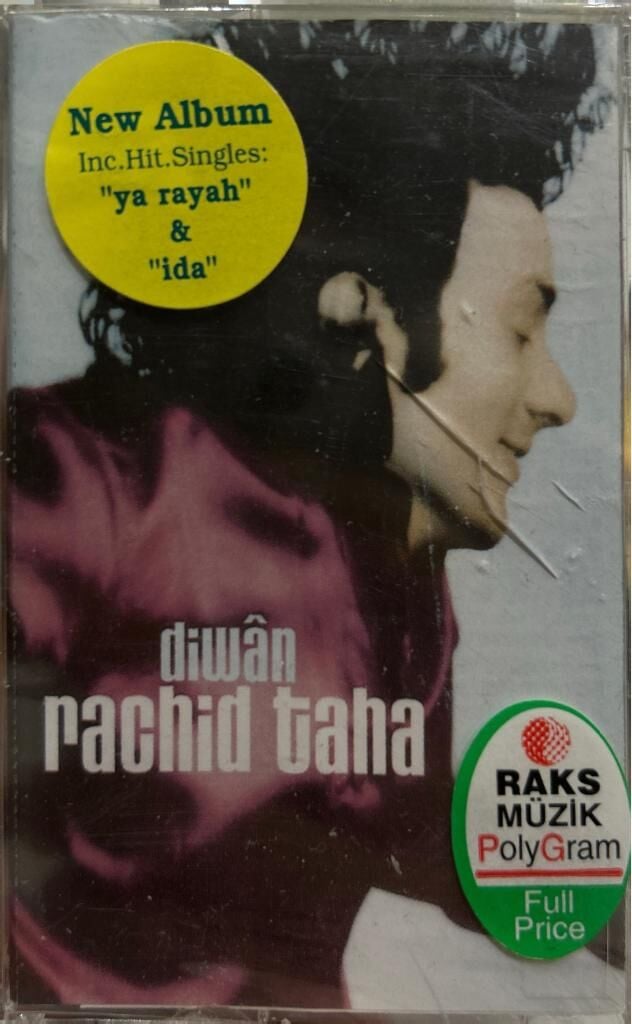 New Album
Inc.Hit.Singles:
"ya rayah"
&
"ida"
diwân
rachid taha
RAKS
MÜZİK
PolyGram
Full
Price